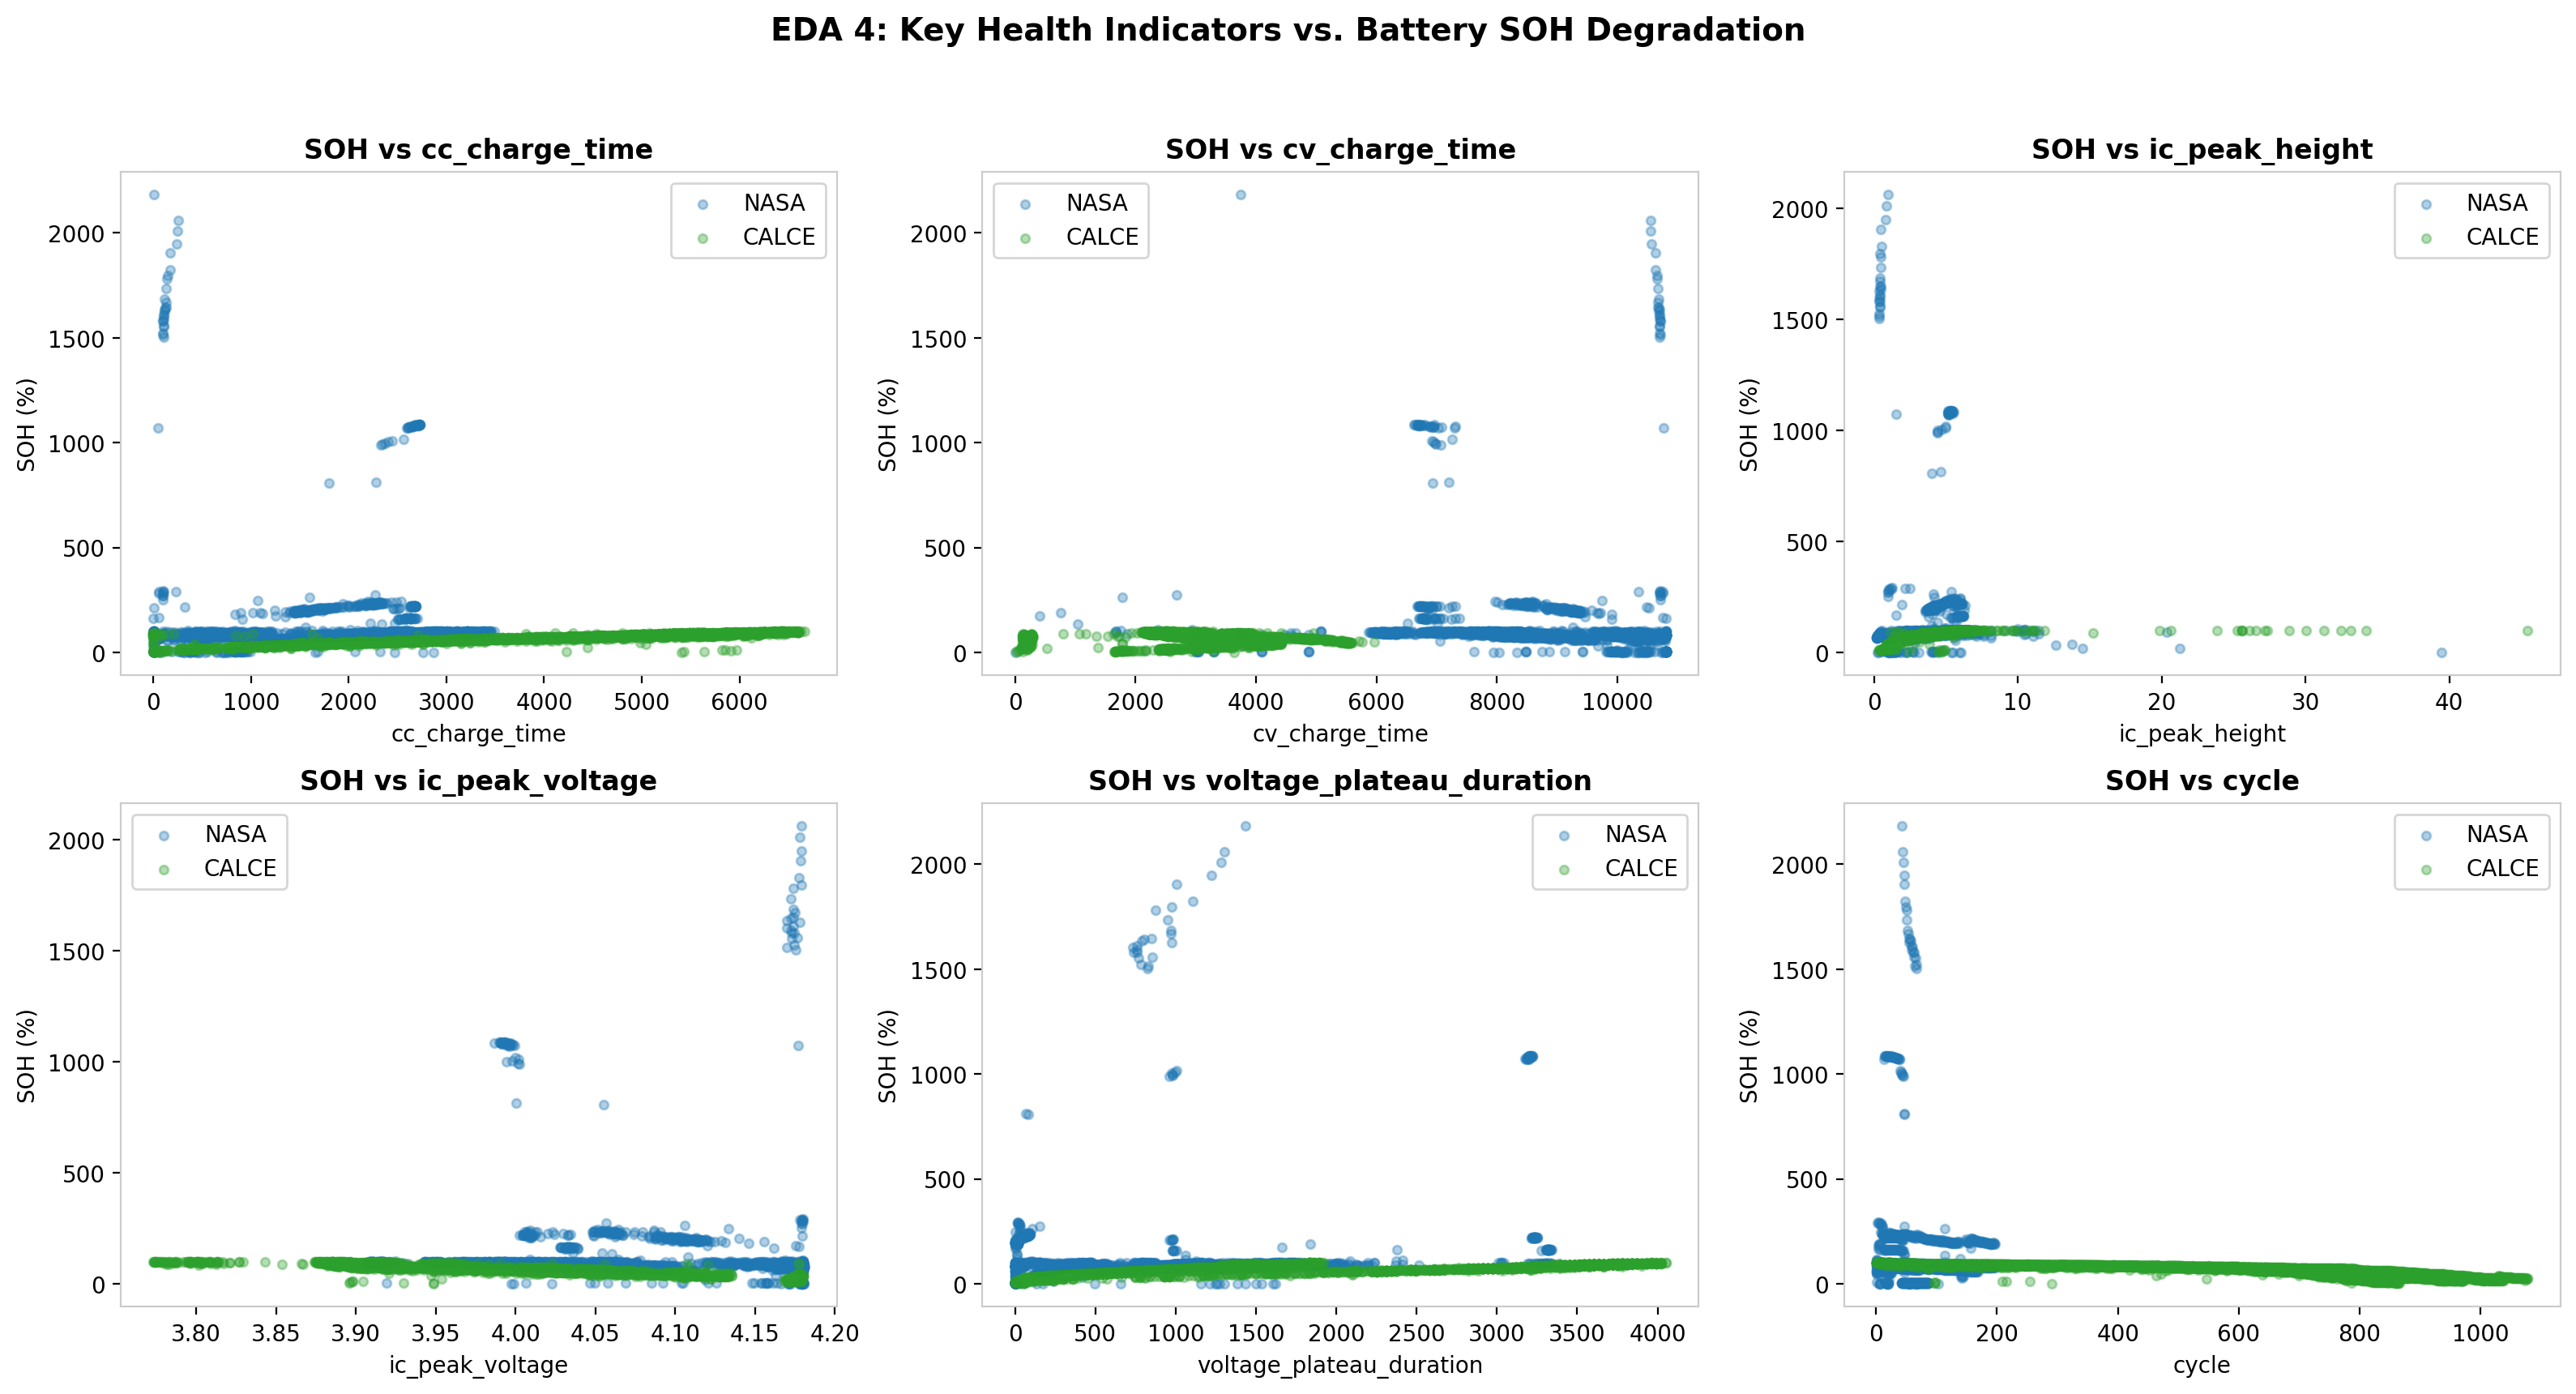 EDA 4: Key Health Indicators vs. Battery SOH Degradation
SOH vs cc_charge_time
NASA
CALCE
SOH (%)
2000
1500
1000
500
0
0 1000 2000 3000 4000 5000 6000
cc_charge_time
SOH vs cv_charge_time
NASA
CALCE
SOH (%)
2000
1500
1000
500
0
0 2000 4000 6000 8000 10000
cv_charge_time
SOH vs ic_peak_height
NASA
CALCE
SOH (%)
2000
1500
1000
500
0
0 10 20 30 40
ic_peak_height
SOH vs ic_peak_voltage
NASA
CALCE
SOH (%)
2000
1500
1000
500
0
3.80 3.85 3.90 3.95 4.00 4.05 4.10 4.15 4.20
ic_peak_voltage
SOH vs voltage_plateau_duration
NASA
CALCE
SOH (%)
2000
1500
1000
500
0
0 500 1000 1500 2000 2500 3000 3500 4000
voltage_plateau_duration
SOH vs cycle
NASA
CALCE
SOH (%)
2000
1500
1000
500
0
0 200 400 600 800 1000
cycle